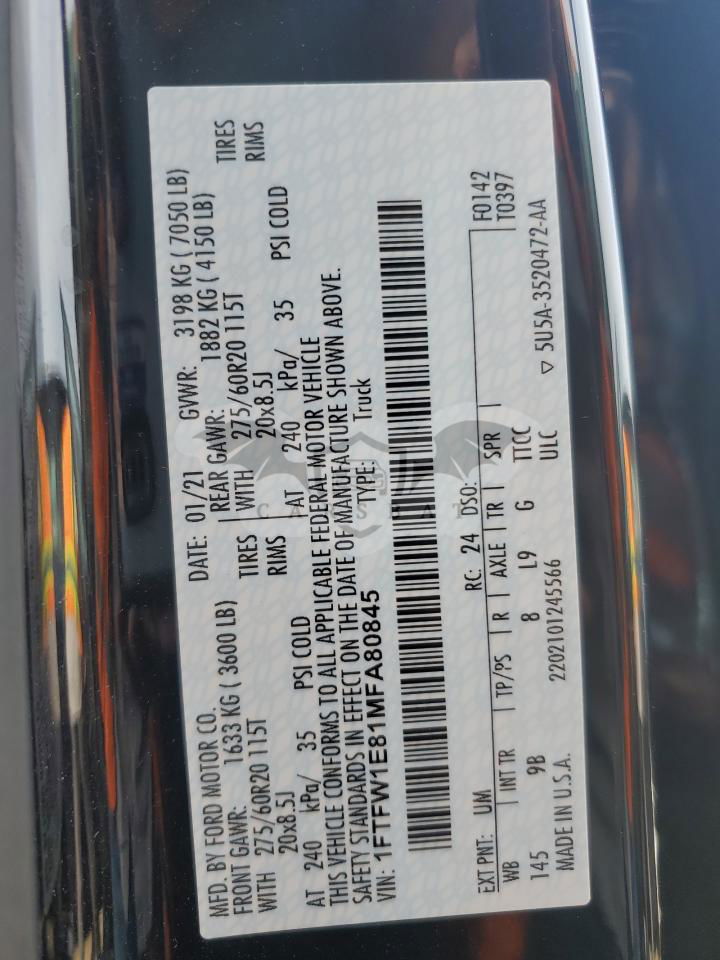 MFD. BY FORD MOTOR CO.
DATE: 01/21 GVWR: 3198 KG ( 7050 LB)
FRONT GAWR: 1633 KG ( 3600 LB) REAR GAWR: 1882 KG ( 4150 LB)
WITH 275/60R20 115T TIRES WITH 275/60R20 115T TIRES
20x8.5J RIMS 20x8.5J RIMS
AT 240 kPa/ 35 PSI COLD AT 240 kPa/ 35 PSI COLD
THIS VEHICLE CONFORMS TO ALL APPLICABLE FEDERAL MOTOR VEHICLE
SAFETY STANDARDS IN EFFECT ON THE DATE OF MANUFACTURE SHOWN ABOVE.
VIN: 1FTFW1E81MFA80845 TYPE: Truck
EXT PNT: UM RC: 24 DSO: F0142
WB INT TR TP/PS R AXLE TR SPR T0397
145 9B 8 L9 G TTCC
MADE IN U.S.A. 2202101245566 ULC ▽ 5U5A-3520472-AA